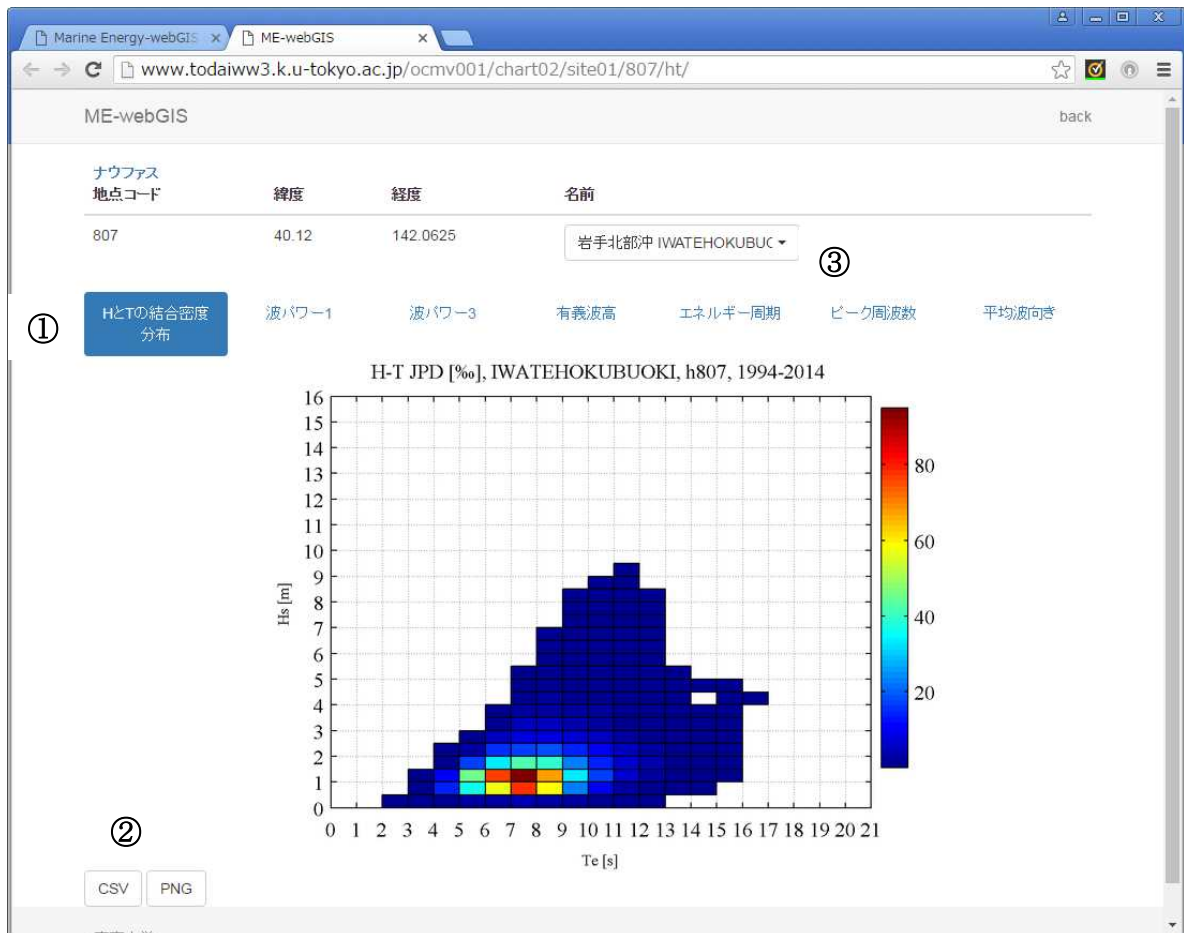 Marine Energy-webGIS
ME-webGIS
www.todaiww3.k.u-tokyo.ac.jp/ocmv001/chart02/site01/807/ht/
ME-webGIS
back
ナウファス
地点コード 緯度 経度 名前
807 40.12 142.0625 岩手北部沖 IWATEHOKUBUC
③
①
HとTの結合密度
分布
波パワー1 波パワー3 有義波高 エネルギー周期 ピーク周波数 平均波向き
H-T JPD [‰], IWATEHOKUBUOKI, h807, 1994-2014
16
15
14
13
12
11
10
9
8
7
6
5
4
3
2
1
0
Hs [m]
80
60
40
20
0 1 2 3 4 5 6 7 8 9 10 11 12 13 14 15 16 17 18 19 20 21
Te [s]
②
CSV PNG